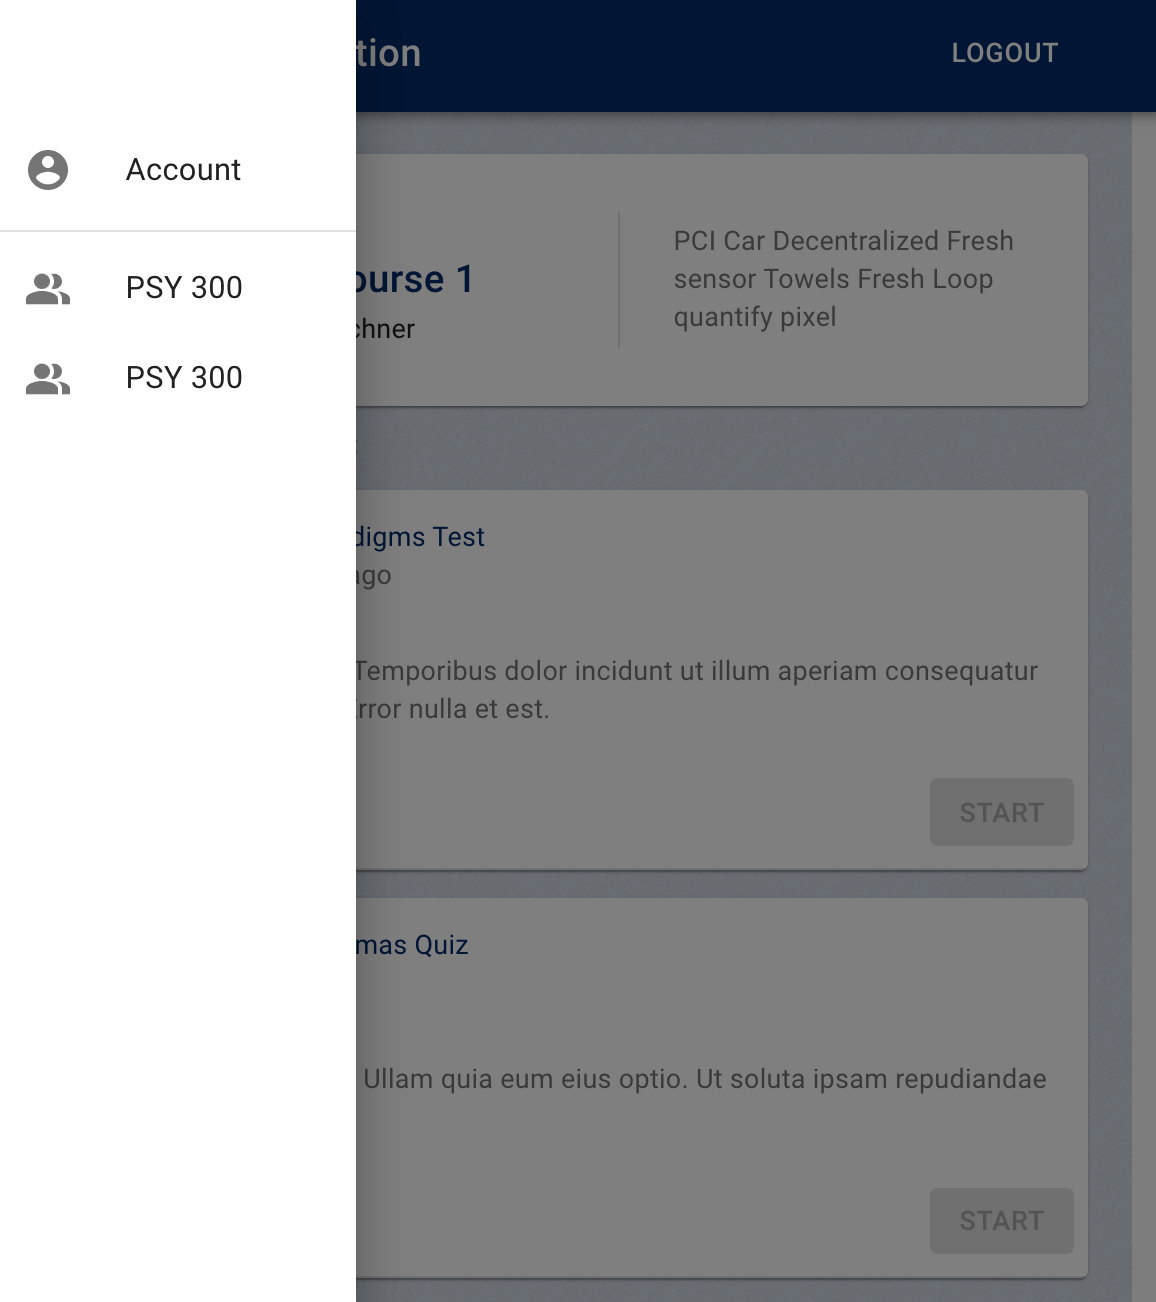 tion
LOGOUT
Account
PSY 300
PSY 300
ourse 1
chner
PCI Car Decentralized Fresh
sensor Towels Fresh Loop
quantify pixel
digms Test
ago
Temporibus dolor incidunt ut illum aperiam consequatur
rror nulla et est.
START
mas Quiz
Ullam quia eum eius optio. Ut soluta ipsam repudiandae
START